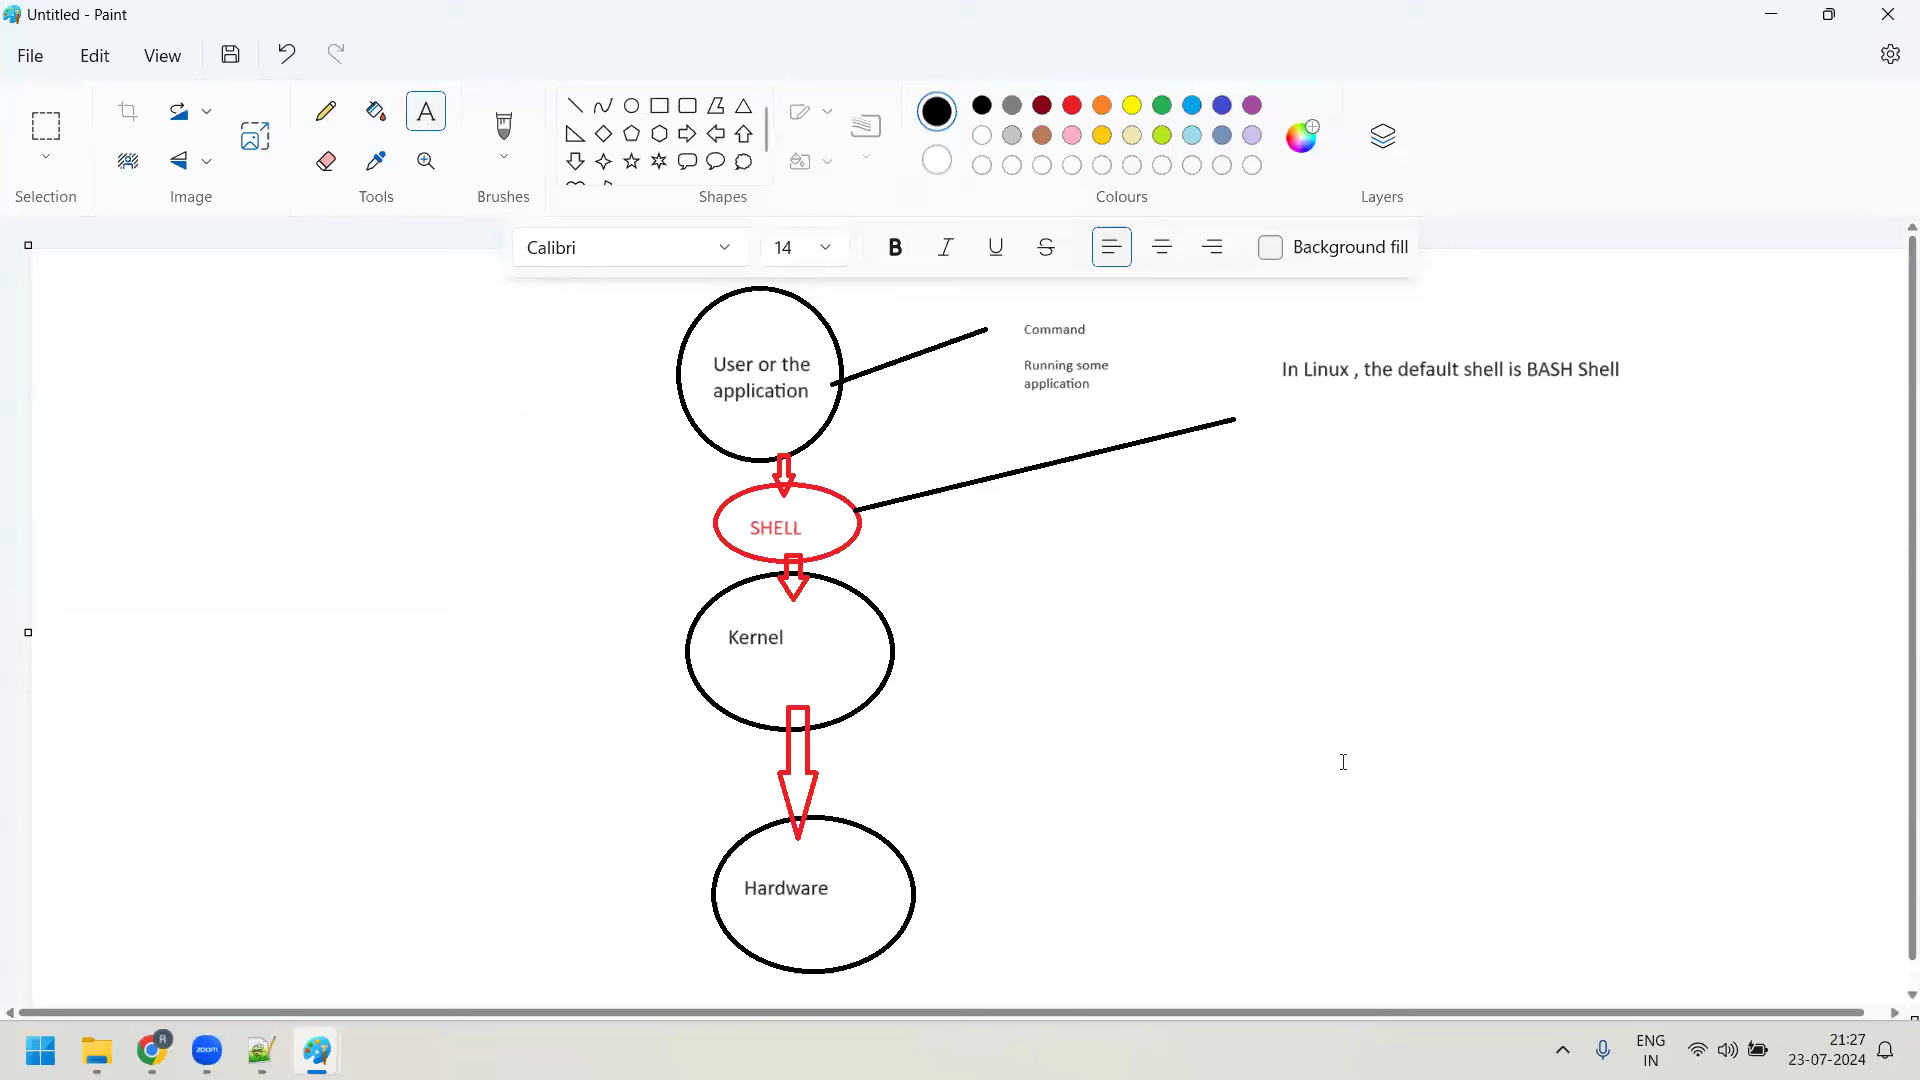 Untitled - Paint
File Edit View
Selection Image Tools Brushes Shapes Colours Layers
Calibri 14 B I U S Background fill
User or the
application
Command
Running some
application
In Linux , the default shell is BASH Shell
SHELL
Kernel
Hardware
R
zoom
ENG
IN
21:27
23-07-2024